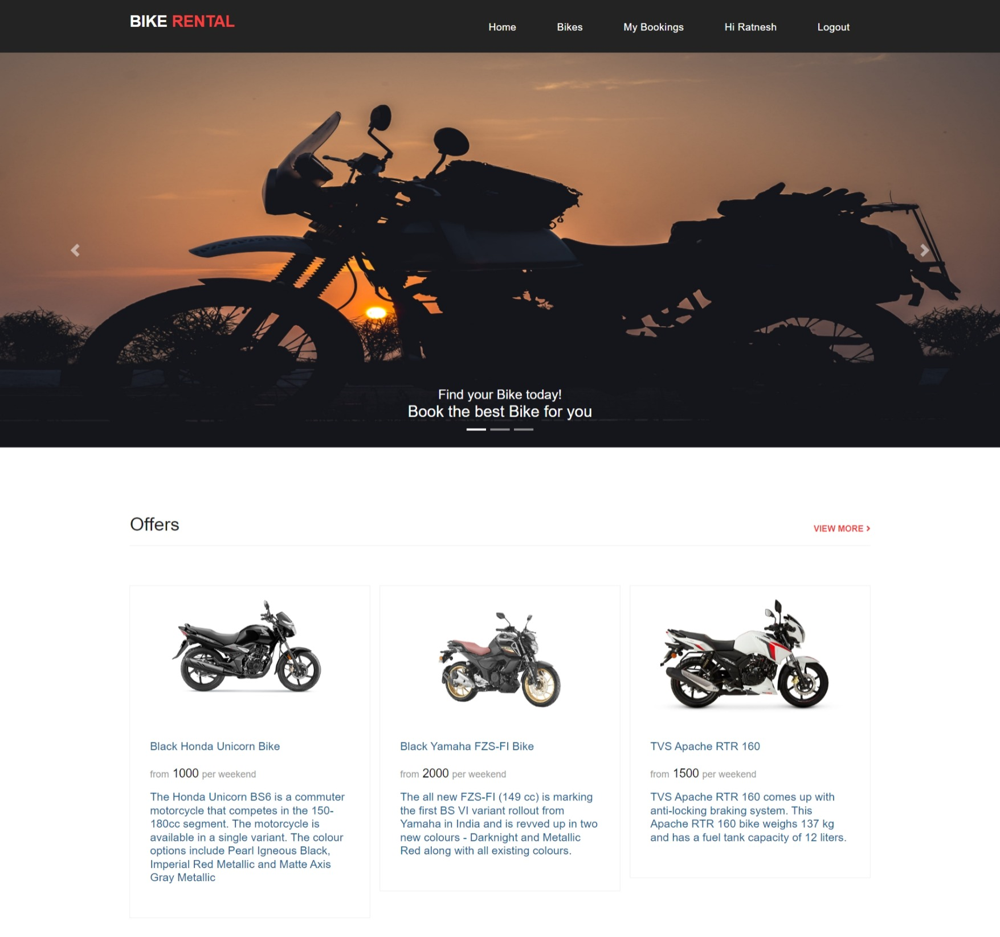 BIKE RENTAL
Home Bikes My Bookings Hi Ratnesh Logout
Find your Bike today!
Book the best Bike for you
Offers
VIEW MORE
Black Honda Unicorn Bike
from 1000 per weekend
The Honda Unicorn BS6 is a commuter
motorcycle that competes in the 150-
180cc segment. The motorcycle is
available in a single variant. The colour
options include Pearl Igneous Black,
Imperial Red Metallic and Matte Axis
Gray Metallic
Black Yamaha FZS-FI Bike
from 2000 per weekend
The all new FZS-FI (149 cc) is marking
the first BS VI variant rollout from
Yamaha in India and is revved up in two
new colours - Darknight and Metallic
Red along with all existing colours.
TVS Apache RTR 160
from 1500 per weekend
TVS Apache RTR 160 comes up with
anti-locking braking system. This
Apache RTR 160 bike weighs 137 kg
and has a fuel tank capacity of 12 liters.